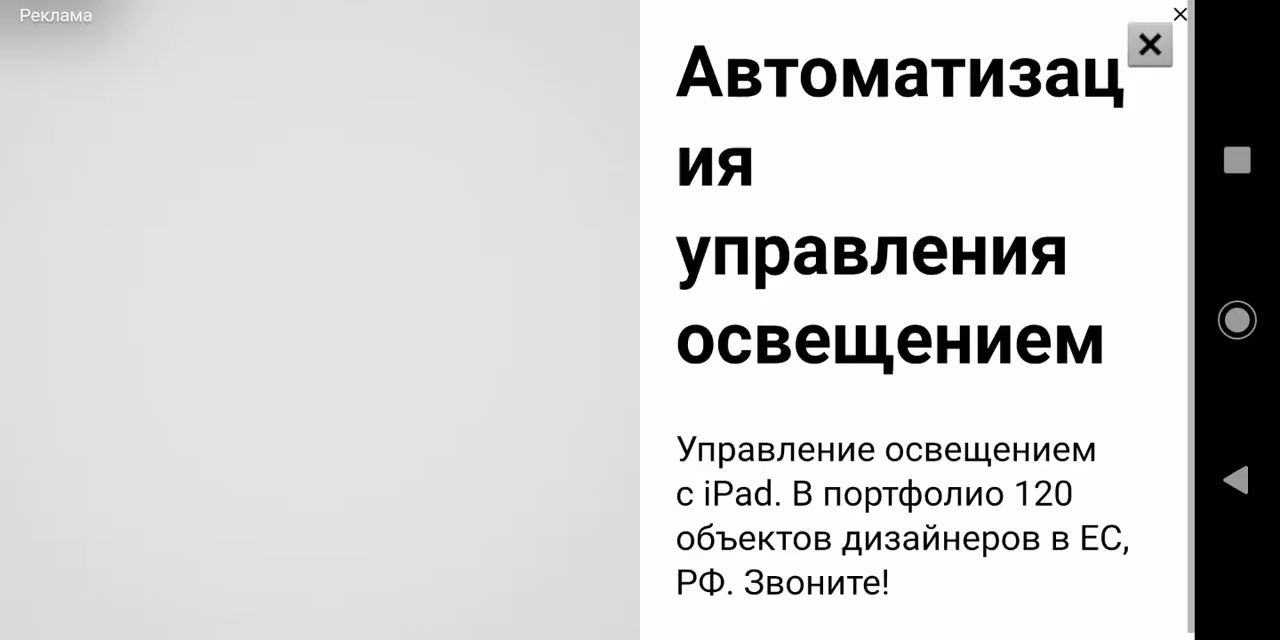 Реклама
Автоматизац
ия
управления
освещением
Управление освещением
с iPad. В портфолио 120
объектов дизайнеров в ЕС,
РФ. Звоните!